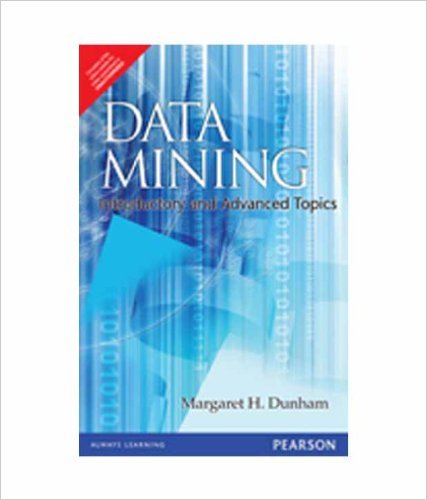 DATA
MINING
Introductory and Advanced Topics
Margaret H. Dunham
ALWAYS LEARNING
PEARSON